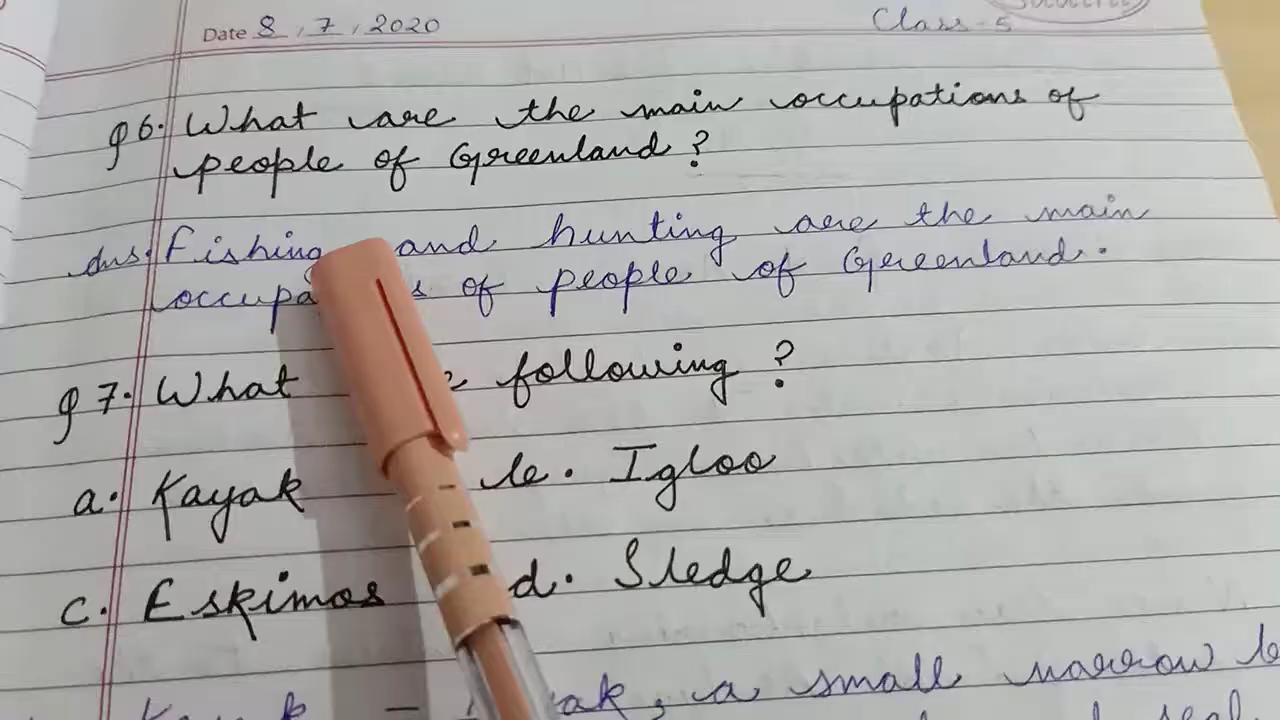 Date 8, 7, 2020 Class-5
Q6. What are the main occupations of
people of Greenland?
Ans. Fishing and hunting are the main
of people of Greenland.
Q7. What following?
a. Kayak b. Igloo
c. Eskimos d. Sledge
a small narrow